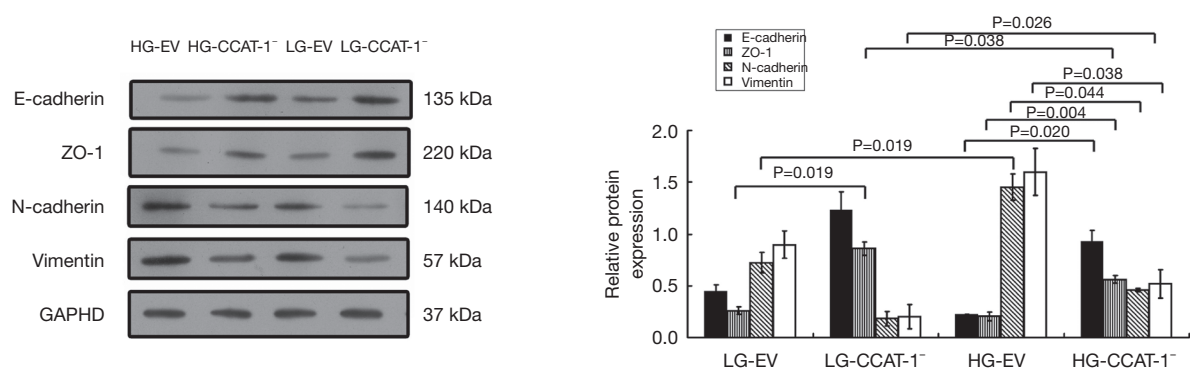 HG-EV HG-CCAT-1⁻ LG-EV LG-CCAT-1⁻
E-cadherin 135 kDa
ZO-1 220 kDa
N-cadherin 140 kDa
Vimentin 57 kDa
GAPHD 37 kDa
E-cadherin
ZO-1
N-cadherin
Vimentin
P=0.026
P=0.038
P=0.038
P=0.044
P=0.004
P=0.020
P=0.019
P=0.019
Relative protein
expression
2.0
1.5
1.0
0.5
0.0
LG-EV LG-CCAT-1⁻ HG-EV HG-CCAT-1⁻